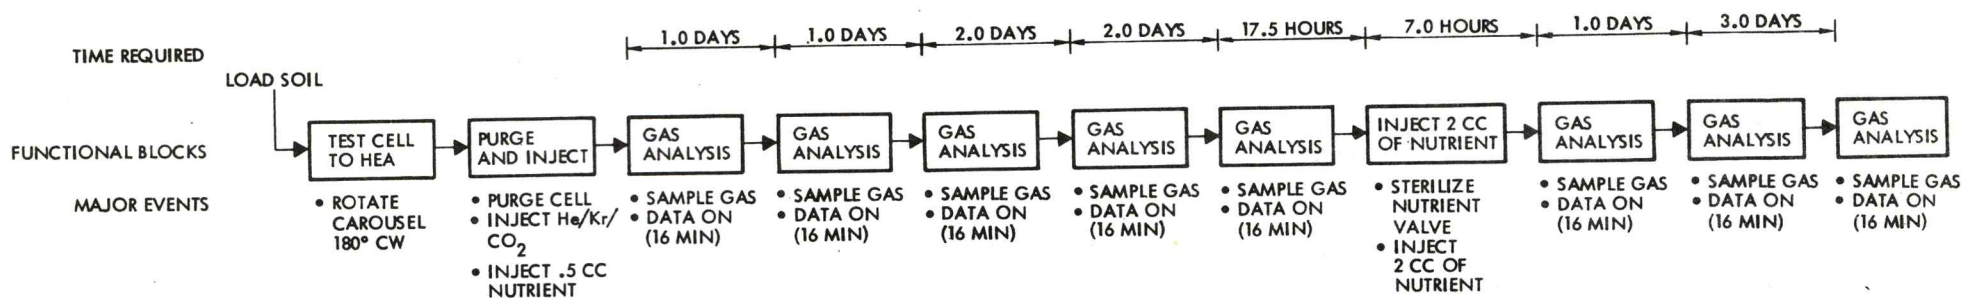 TIME REQUIRED
1.0 DAYS
1.0 DAYS
2.0 DAYS
2.0 DAYS
17.5 HOURS
7.0 HOURS
1.0 DAYS
3.0 DAYS
LOAD SOIL
FUNCTIONAL BLOCKS
TEST CELL
TO HEA
PURGE
AND INJECT
GAS
ANALYSIS
GAS
ANALYSIS
GAS
ANALYSIS
GAS
ANALYSIS
GAS
ANALYSIS
INJECT 2 CC
OF NUTRIENT
GAS
ANALYSIS
GAS
ANALYSIS
GAS
ANALYSIS
MAJOR EVENTS
• ROTATE
CAROUSEL
180° CW
• PURGE CELL
• INJECT He/Kr/
CO2
• INJECT .5 CC
NUTRIENT
• SAMPLE GAS
• DATA ON
(16 MIN)
• SAMPLE GAS
• DATA ON
(16 MIN)
• SAMPLE GAS
• DATA ON
(16 MIN)
• SAMPLE GAS
• DATA ON
(16 MIN)
• SAMPLE GAS
• DATA ON
(16 MIN)
• STERILIZE
NUTRIENT
VALVE
• INJECT
2 CC OF
NUTRIENT
• SAMPLE GAS
• DATA ON
(16 MIN)
• SAMPLE GAS
• DATA ON
(16 MIN)
• SAMPLE GAS
• DATA ON
(16 MIN)